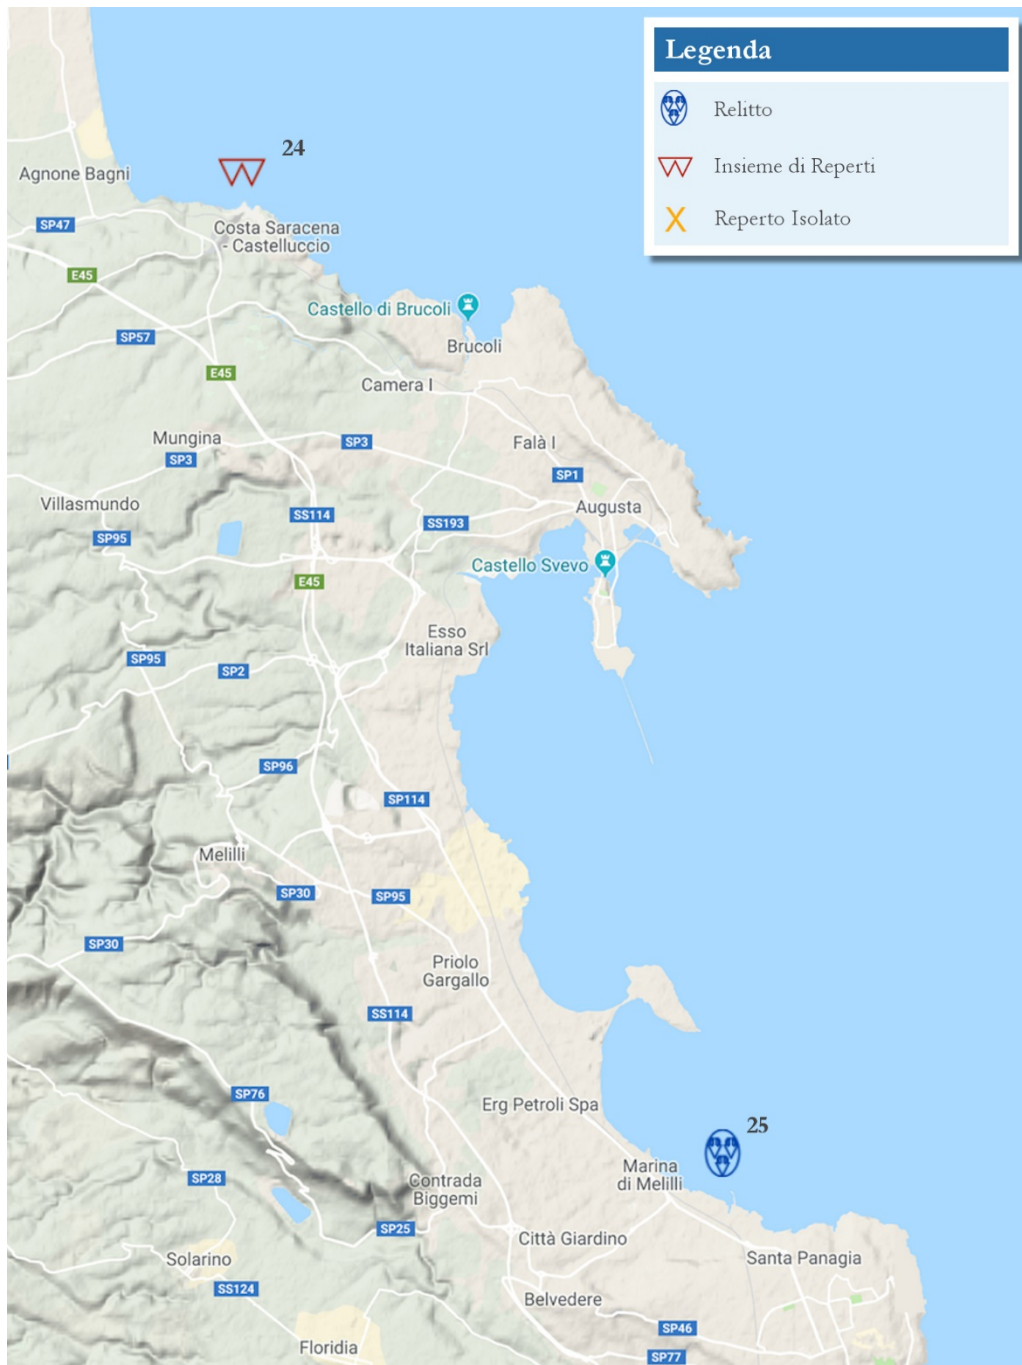 Legenda
Relitto
Insieme di Reperti
Reperto Isolato
24
Agnone Bagni
SP47
Costa Saracena
- Castelluccio
E45
Castello di Brucoli
SP57
Brucoli
E45
Camera I
Mungina
SP3
Falà I
SP3
SP1
Villasmundo
Augusta
SS114
SS193
SP95
Castello Svevo
E45
Esso
Italiana Srl
SP95
SP2
SP96
SP114
Melilli
SP30
SP95
SP30
Priolo
Gargallo
SS114
SP76
Erg Petroli Spa
25
Marina
di Melilli
SP28
Contrada
Biggemi
SP25
Città Giardino
Solarino
Santa Panagia
SS124
Belvedere
SP46
Floridia
SP77